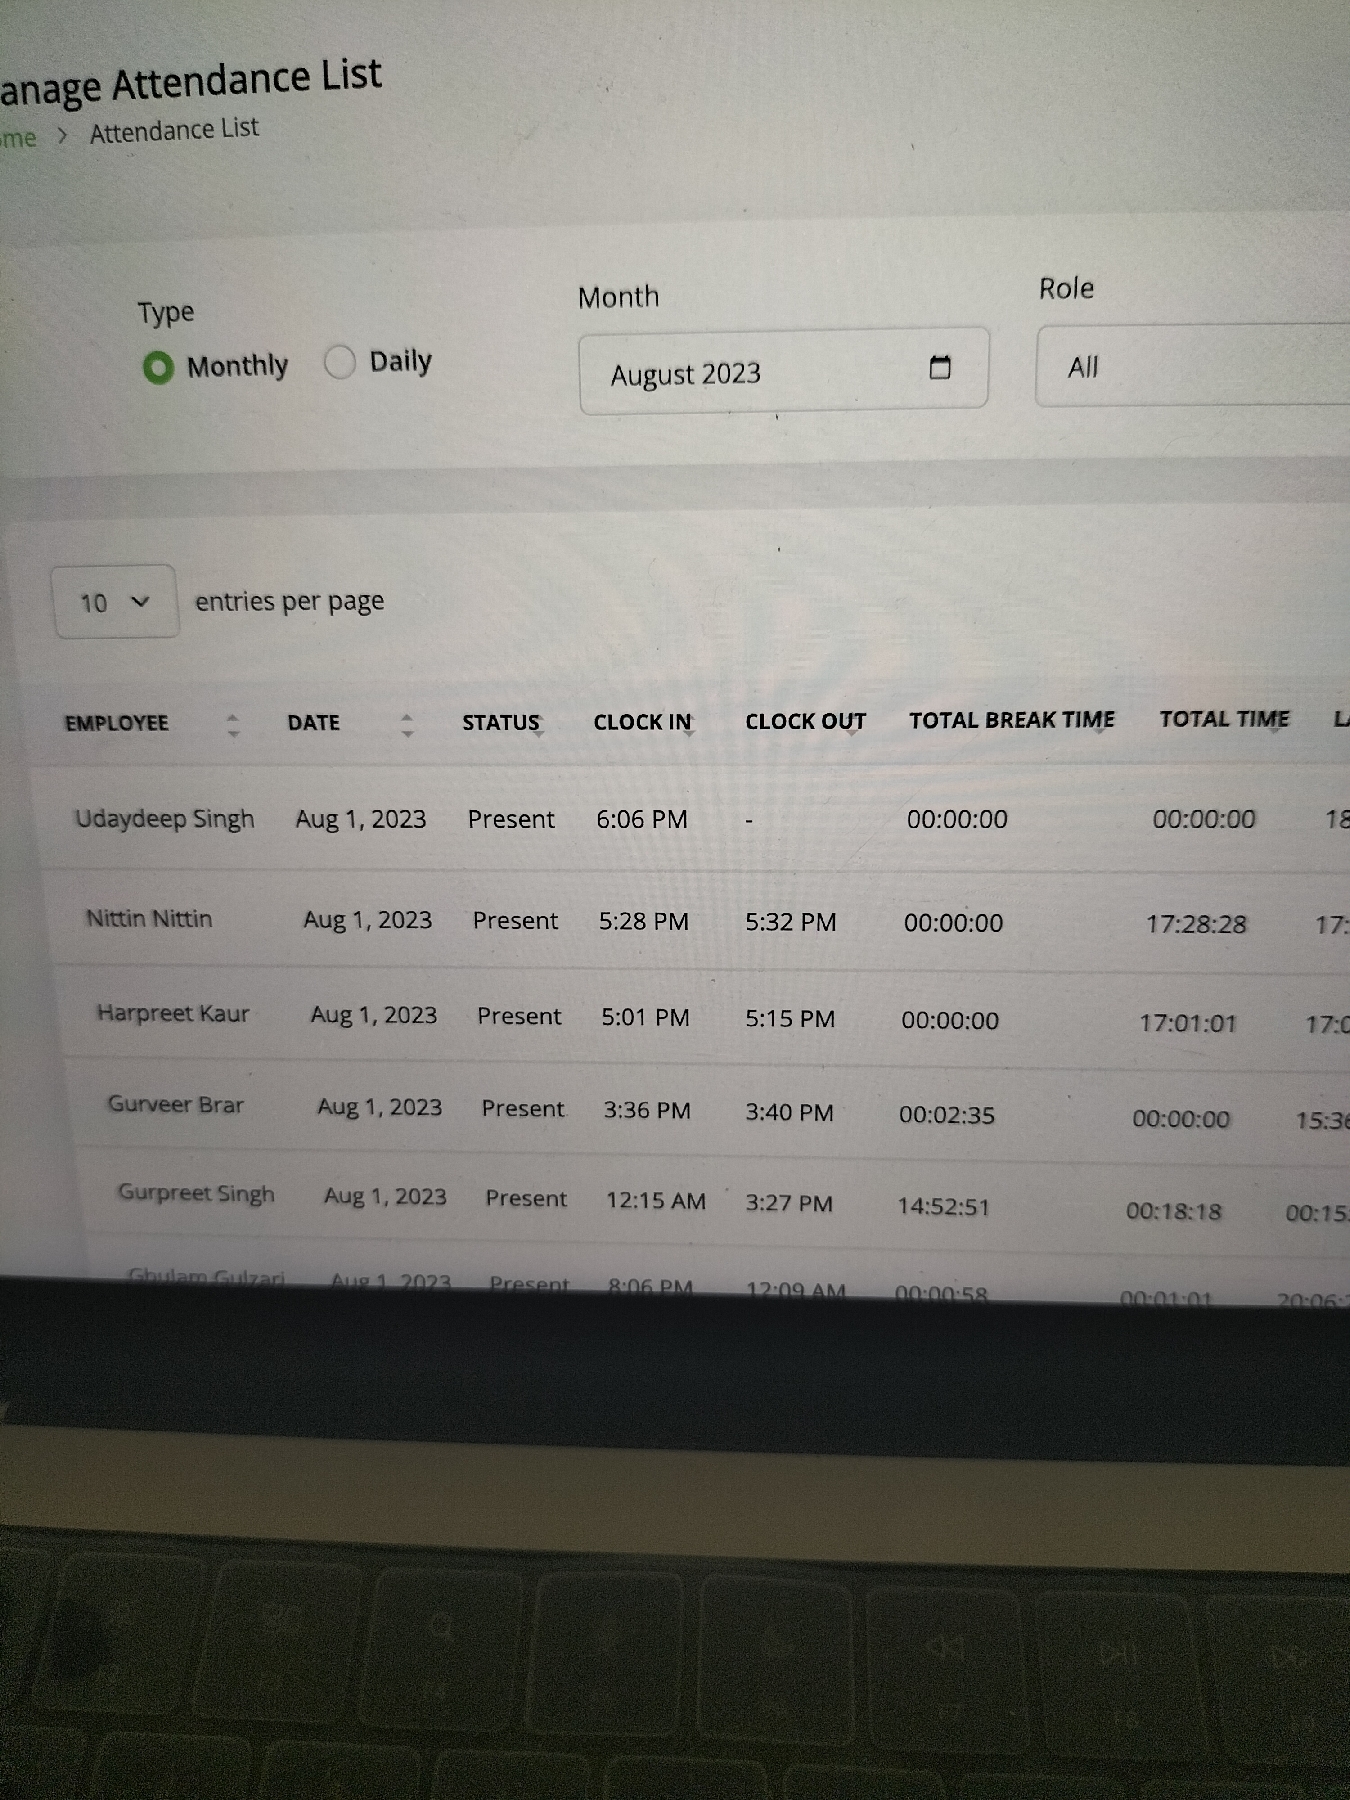 anage Attendance List
ome > Attendance List
Type
Monthly Daily
Month
August 2023
Role
All
10 entries per page
EMPLOYEE DATE STATUS CLOCK IN CLOCK OUT TOTAL BREAK TIME TOTAL TIME LA
Udaydeep Singh Aug 1, 2023 Present 6:06 PM - 00:00:00 00:00:00 18
Nittin Nittin Aug 1, 2023 Present 5:28 PM 5:32 PM 00:00:00 17:28:28 17:
Harpreet Kaur Aug 1, 2023 Present 5:01 PM 5:15 PM 00:00:00 17:01:01 17:0
Gurveer Brar Aug 1, 2023 Present 3:36 PM 3:40 PM 00:02:35 00:00:00 15:36
Gurpreet Singh Aug 1, 2023 Present 12:15 AM 3:27 PM 14:52:51 00:18:18 00:15:
Ghulam Gulzari Aug 1, 2023 Present 8:06 PM 12:09 AM 00:00:58 00:01:01 20:06: